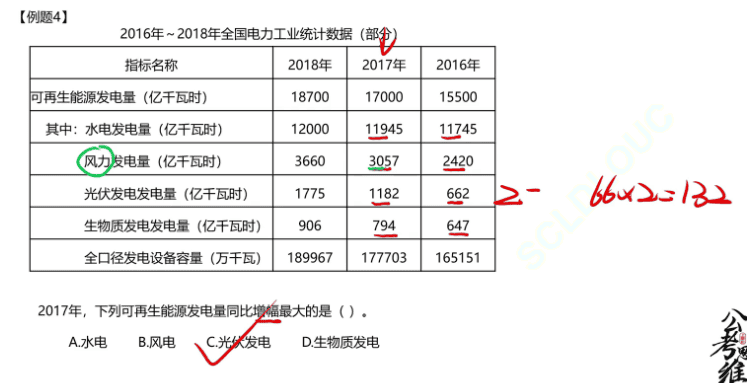 【例题4】
2016年～2018年全国电力工业统计数据（部分）
指标名称 2018年 2017年 2016年
可再生能源发电量（亿千瓦时） 18700 17000 15500
其中：水电发电量（亿千瓦时） 12000 11945 11745
风力发电量（亿千瓦时） 3660 3057 2420
光伏发电发电量（亿千瓦时） 1775 1182 662 2- 66×2=132
生物质发电发电量（亿千瓦时） 906 794 647
全口径发电设备容量（万千瓦） 189967 177703 165151
SCLP-OUC
2017年，下列可再生能源发电量同比增幅最大的是（ ）。
A.水电 B.风电 C.光伏发电 D.生物质发电
公考
维